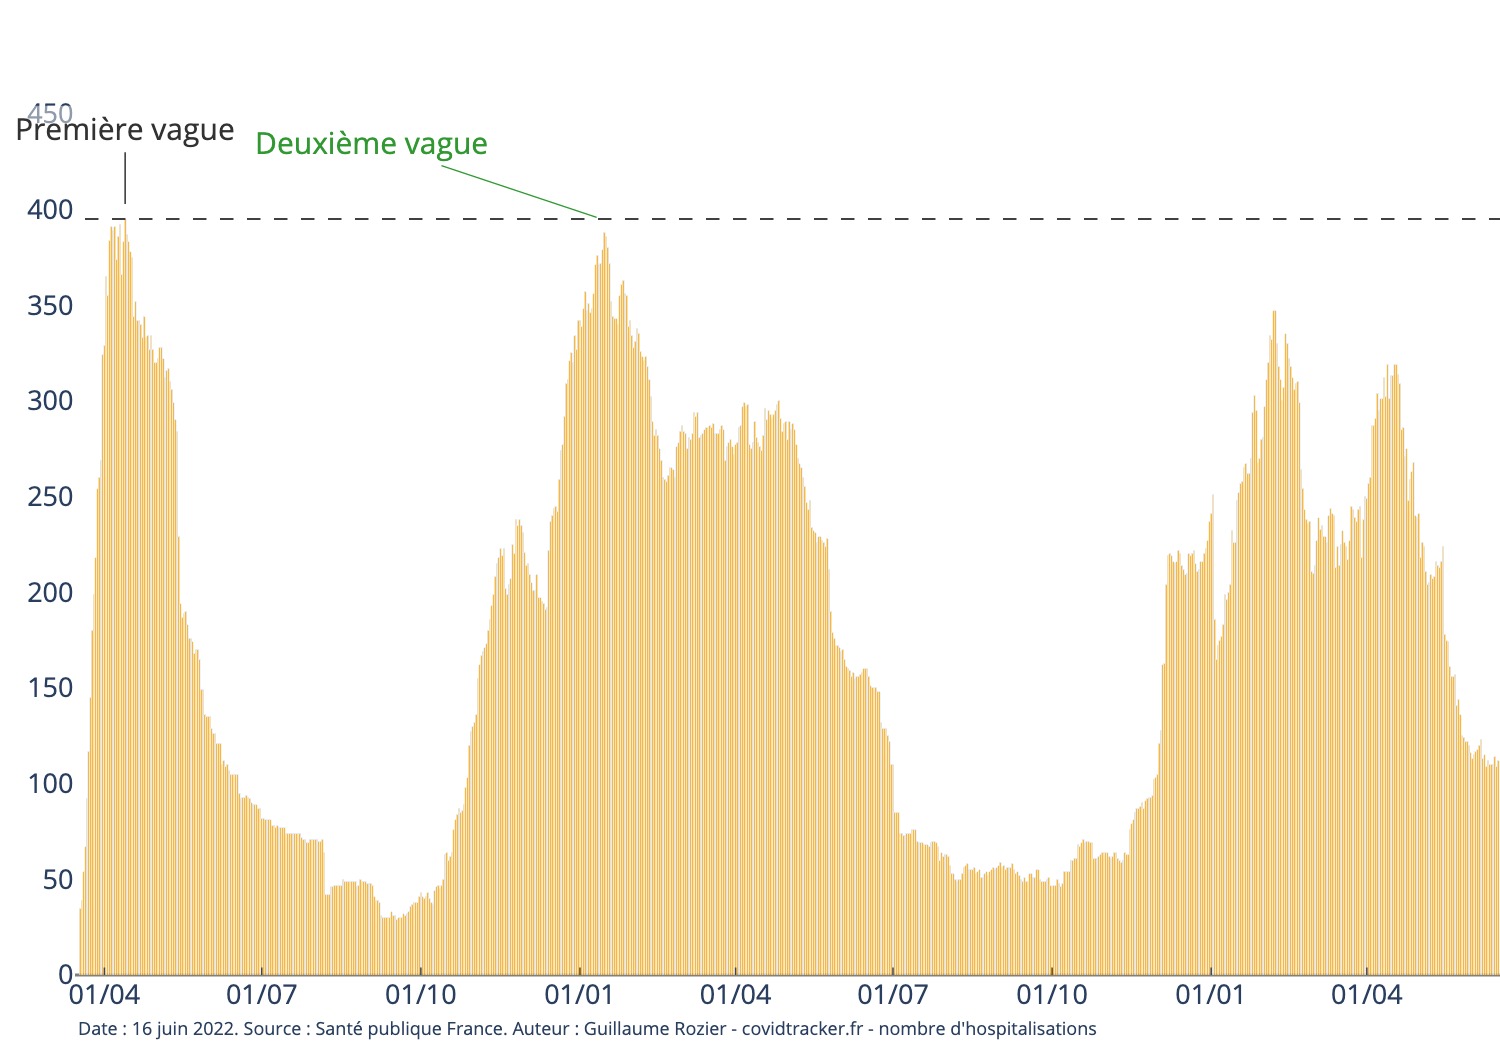 450
Première vague
Deuxième vague
400
350
300
250
200
150
100
50
0
01/04 01/07 01/10 01/01 01/04 01/07 01/10 01/01 01/04
Date : 16 juin 2022. Source : Santé publique France. Auteur : Guillaume Rozier - covidtracker.fr - nombre d'hospitalisations